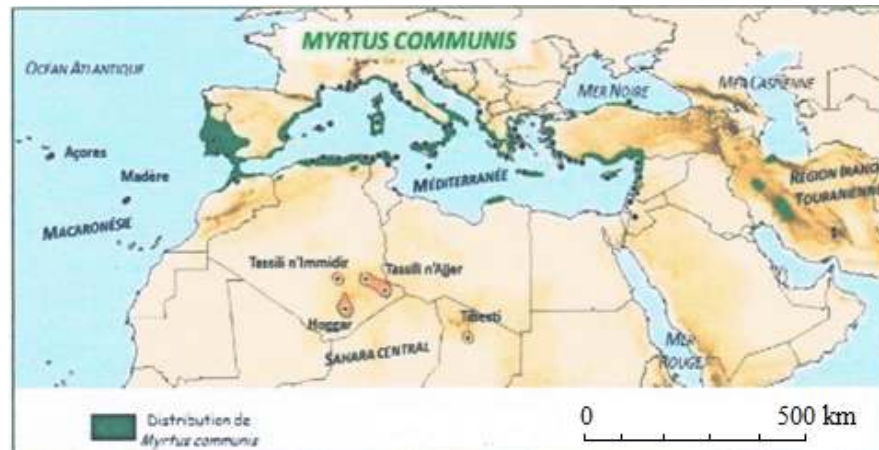 MYRTUS COMMUNIS
OCÉAN ATLANTIQUE
MER NOIRE
MER CASPIENNE
Açores
Madère
MACARONÉSIE
MÉDITERRANÉE
RÉGION IRANO
TOURANIENNE
Tassili n'Immidir
Tassili n'Ajjer
Hoggar
Tibesti
SAHARA CENTRAL
MER
ROUGE
Distribution de
Myrtus communis
0 500 km